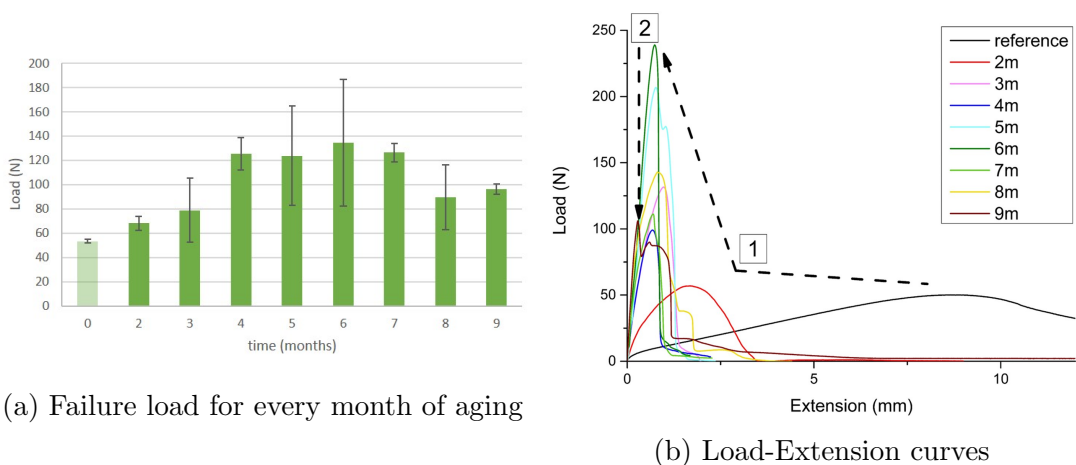 200
180
160
140
120
100
80
60
40
20
0
Load (N)
0 2 3 4 5 6 7 8 9
time (months)
(a) Failure load for every month of aging
250
200
150
100
50
0
Load (N)
2
1
reference
2m
3m
4m
5m
6m
7m
8m
9m
0 5 10
Extension (mm)
(b) Load-Extension curves